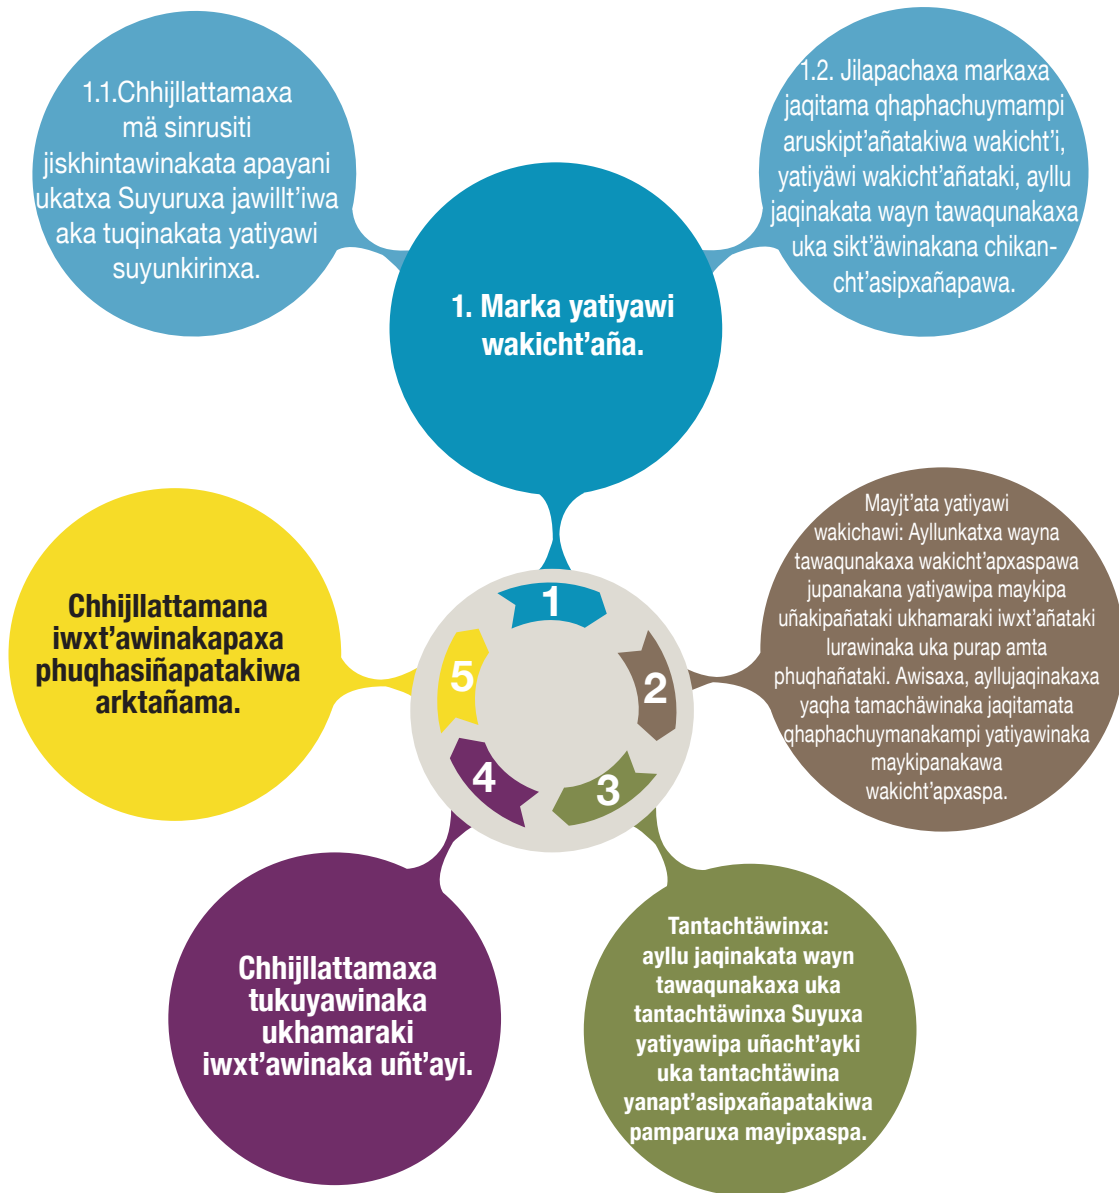 1.1.Chhijllattamaxa
mä sinrusiti
jiskhintawinakata apayani
ukatxa Suyuruxa jawillt'iwa
aka tuqinakata yatiyawi
suyunkirinxa.
1.2. Jilapachaxa markaxa
jaqitama qhaphachuymampi
aruskipt'añatakiwa wakicht'i,
yatiyäwi wakicht'añataki, ayllu
jaqinakata wayn tawaqunakaxa
uka sikt'äwinakana chikan-
cht'asipxañapawa.
1. Marka yatiyawi
wakicht'aña.
Mayjt'ata yatiyawi
wakichawi: Ayllunkatxa wayna
tawaqunakaxa wakicht'apxaspawa
jupanakana yatiyawipa maykipa
uñakipañataki ukhamaraki iwxt'añataki
lurawinaka uka purap amta
phuqhañataki. Awisaxa, ayllujaqinakaxa
yaqha tamachäwinaka jaqitamata
qhaphachuymanakampi yatiyawinaka
maykipanakawa
wakicht'apxaspa.
Tantachtäwinxa:
ayllu jaqinakata wayn
tawaqunakaxa uka
tantachtäwinxa Suyuxa
yatiyawipa uñacht'ayki
uka tantachtäwina
yanapt'asipxañapatakiwa
pamparuxa mayipxaspa.
Chhijllattamaxa
tukuyawinaka
ukhamaraki
iwxt'awinaka uñt'ayi.
Chhijllattamana
iwxt'awinakapaxa
phuqhasiñapatakiwa
arktañama.
1
2
3
4
5